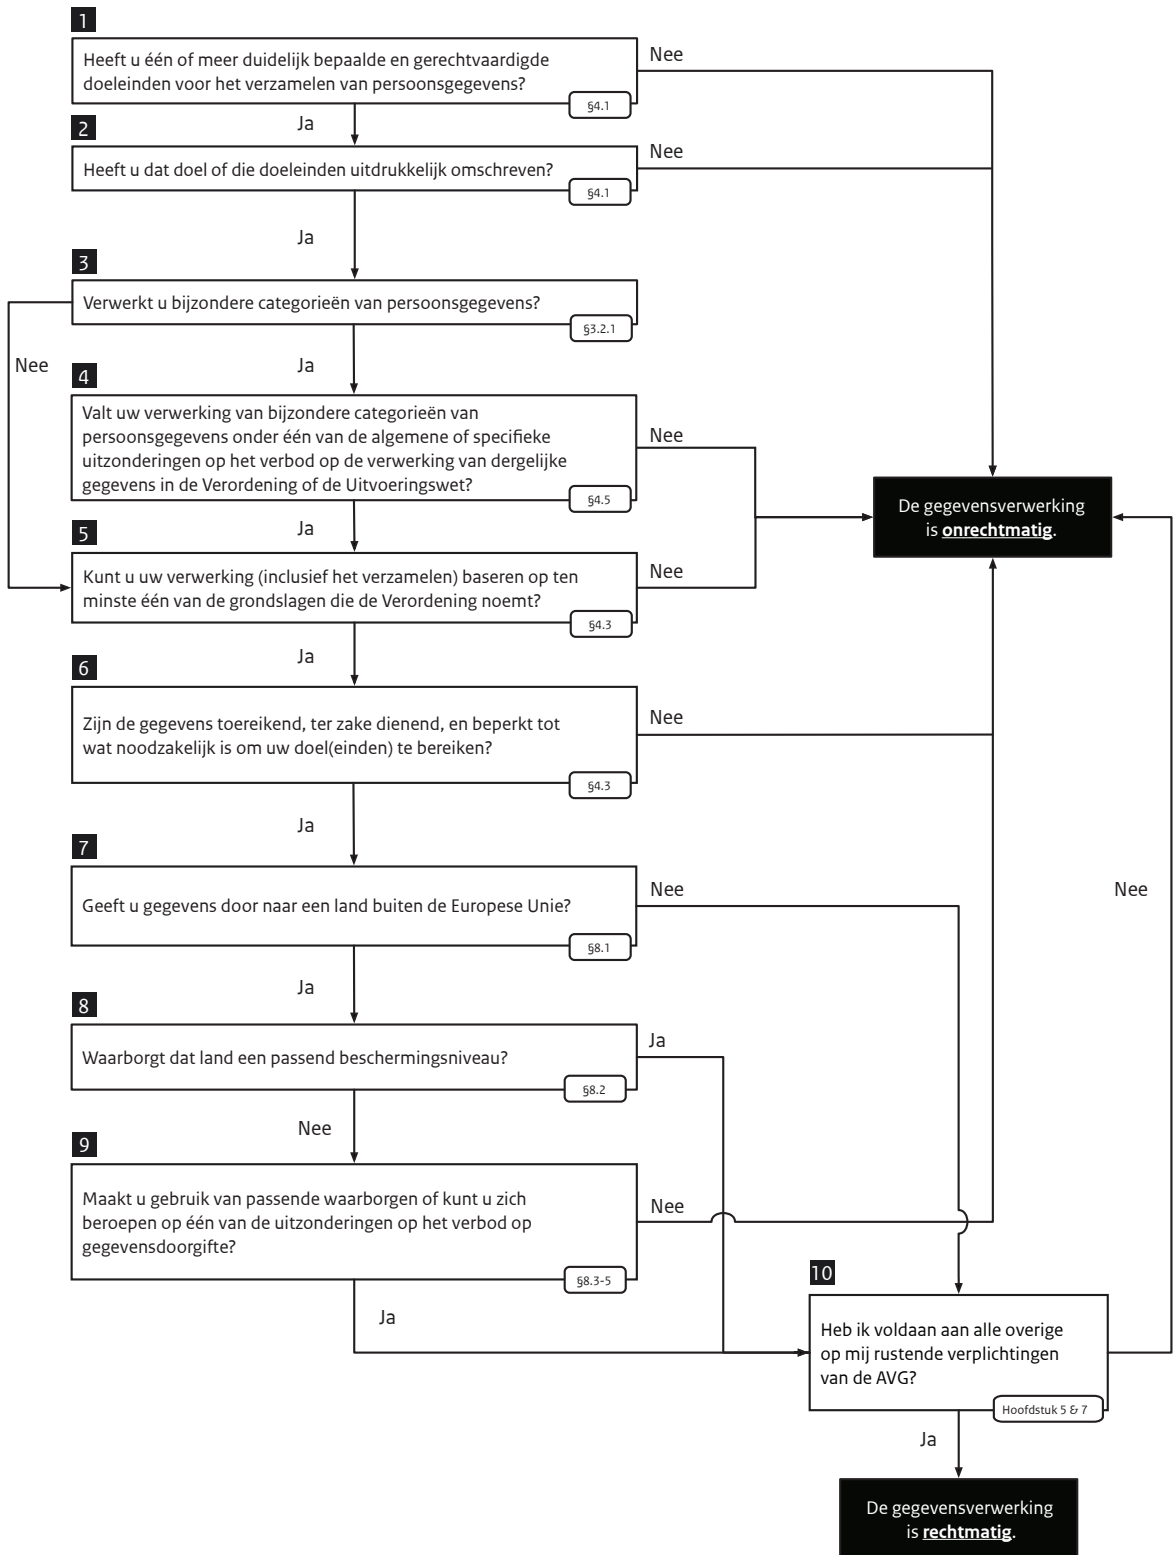 1
Heeft u één of meer duidelijk bepaalde en gerechtvaardigde
doeleinden voor het verzamelen van persoonsgegevens?
§4.1
Nee
Ja
2
Heeft u dat doel of die doeleinden uitdrukkelijk omschreven?
§4.1
Nee
Ja
3
Verwerkt u bijzondere categorieën van persoonsgegevens?
§3.2.1
Nee
Ja
4
Valt uw verwerking van bijzondere categorieën van
persoonsgegevens onder één van de algemene of specifieke
uitzonderingen op het verbod op de verwerking van dergelijke
gegevens in de Verordening of de Uitvoeringswet?
§4.5
Nee
De gegevensverwerking
is onrechtmatig.
Ja
5
Kunt u uw verwerking (inclusief het verzamelen) baseren op ten
minste één van de grondslagen die de Verordening noemt?
§4.3
Nee
Ja
6
Zijn de gegevens toereikend, ter zake dienend, en beperkt tot
wat noodzakelijk is om uw doel(einden) te bereiken?
§4.3
Nee
Ja
7
Geeft u gegevens door naar een land buiten de Europese Unie?
§8.1
Nee
Nee
Ja
8
Waarborgt dat land een passend beschermingsniveau?
§8.2
Ja
Nee
9
Maakt u gebruik van passende waarborgen of kunt u zich
beroepen op één van de uitzonderingen op het verbod op
gegevensdoorgifte?
§8.3-5
Nee
Ja
10
Heb ik voldaan aan alle overige
op mij rustende verplichtingen
van de AVG?
Hoofdstuk 5 & 7
Ja
De gegevensverwerking
is rechtmatig.